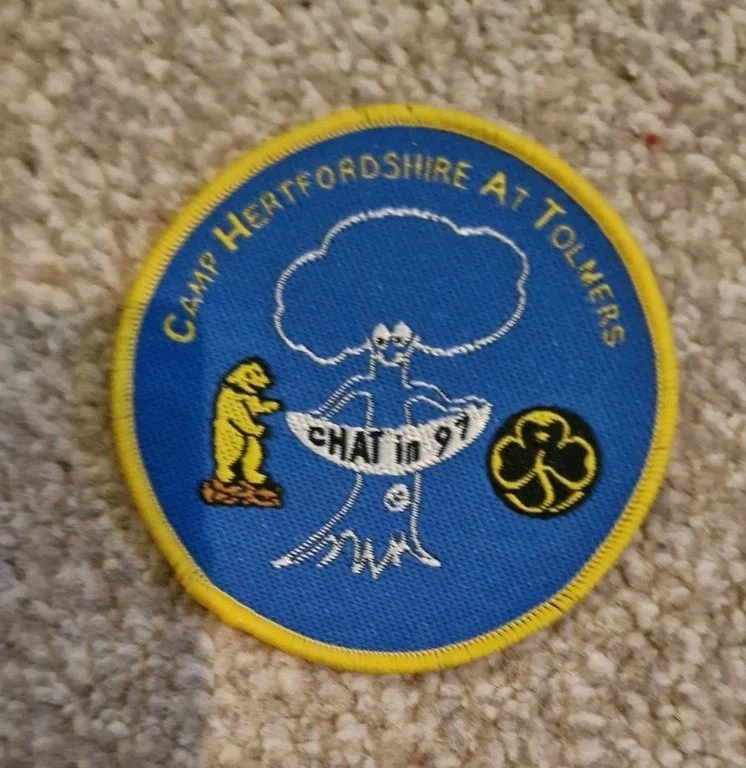 CAMP HERTFORDSHIRE AT TOLMERS
CHAT in 97